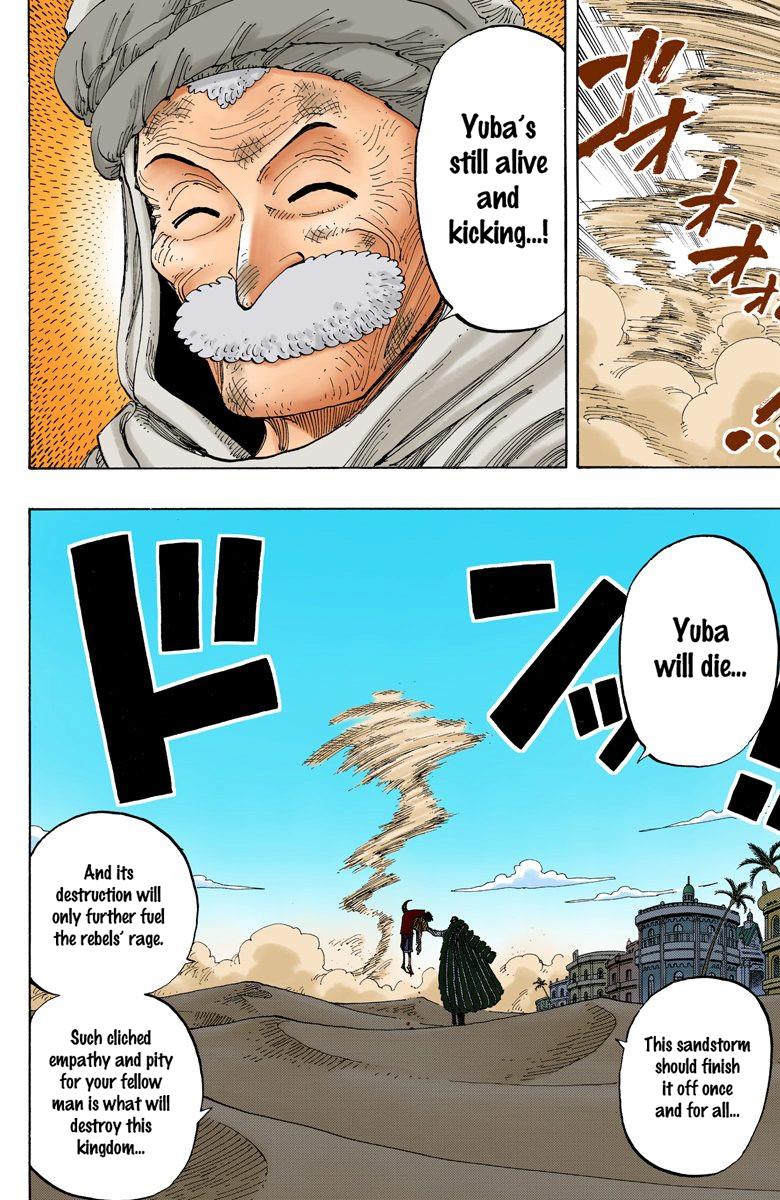 Yuba's
still alive
and
kicking...!
ゴオオオ
Yuba
will die...
ドン
This sandstorm
should finish
it off once
and for all...
And its
destruction will
only further fuel
the rebels' rage.
Such cliched
empathy and pity
for your fellow
man is what will
destroy this
kingdom...